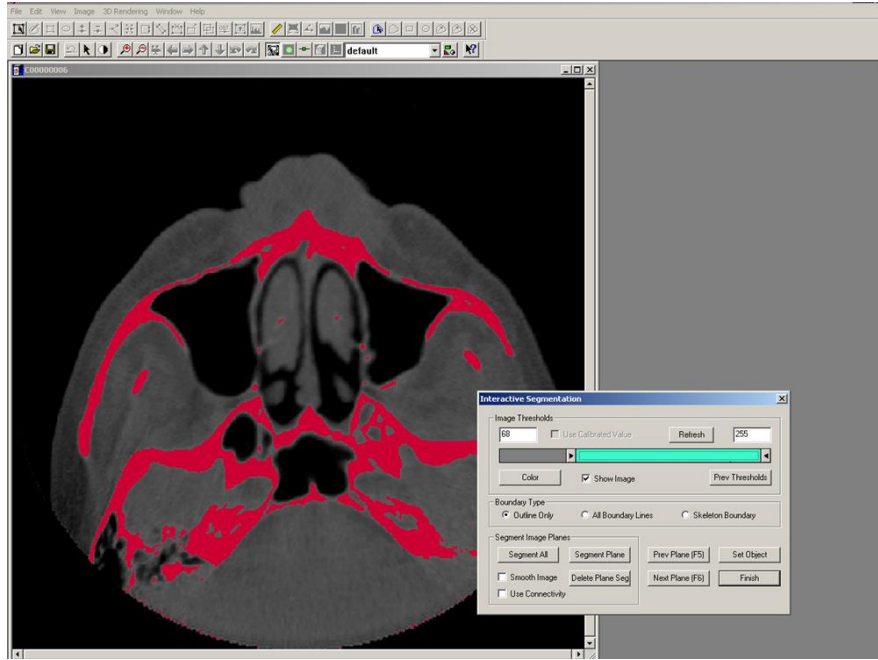 File Edit View Image 3D Rendering Window Help
default
C00000006
Interactive Segmentation
Image Thresholds
68 Use Calibrated Value Refresh 255
Color Show Image Prev Thresholds
Boundary Type
Outline Only All Boundary Lines Skeleton Boundary
Segment Image Planes
Segment All Segment Plane Prev Plane (F5) Set Object
Smooth Image Delete Plane Seg Next Plane (F6) Finish
Use Connectivity